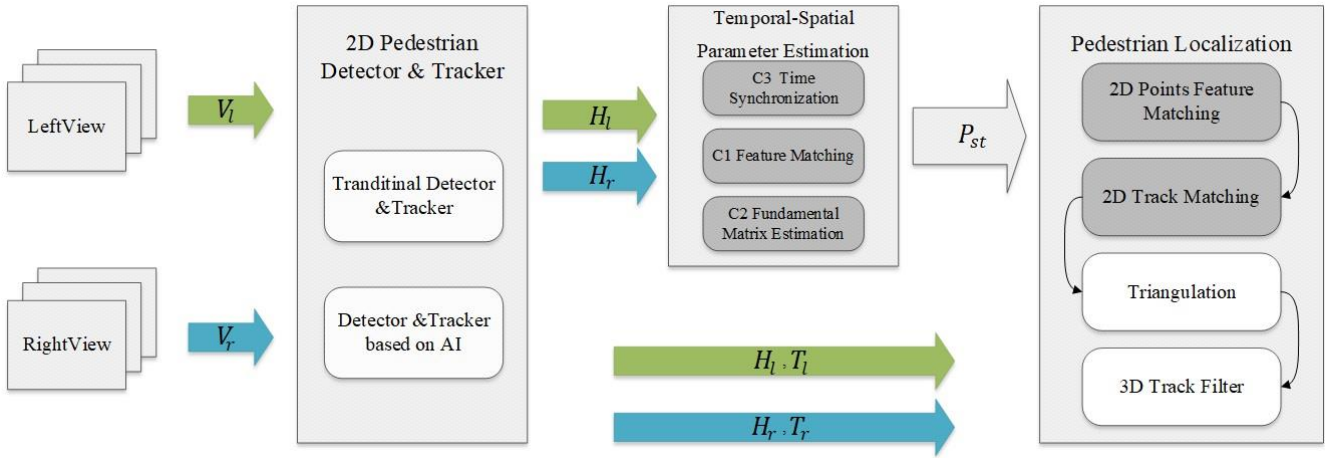 LeftView
V_l
RightView
V_r
2D Pedestrian
Detector & Tracker
Tranditinal Detector
&Tracker
Detector &Tracker
based on AI
H_l
H_r
Temporal-Spatial
Parameter Estimation
C3 Time
Synchronization
C1 Feature Matching
C2 Fundamental
Matrix Estimation
P_st
H_l , T_l
H_r , T_r
Pedestrian Localization
2D Points Feature
Matching
2D Track Matching
Triangulation
3D Track Filter